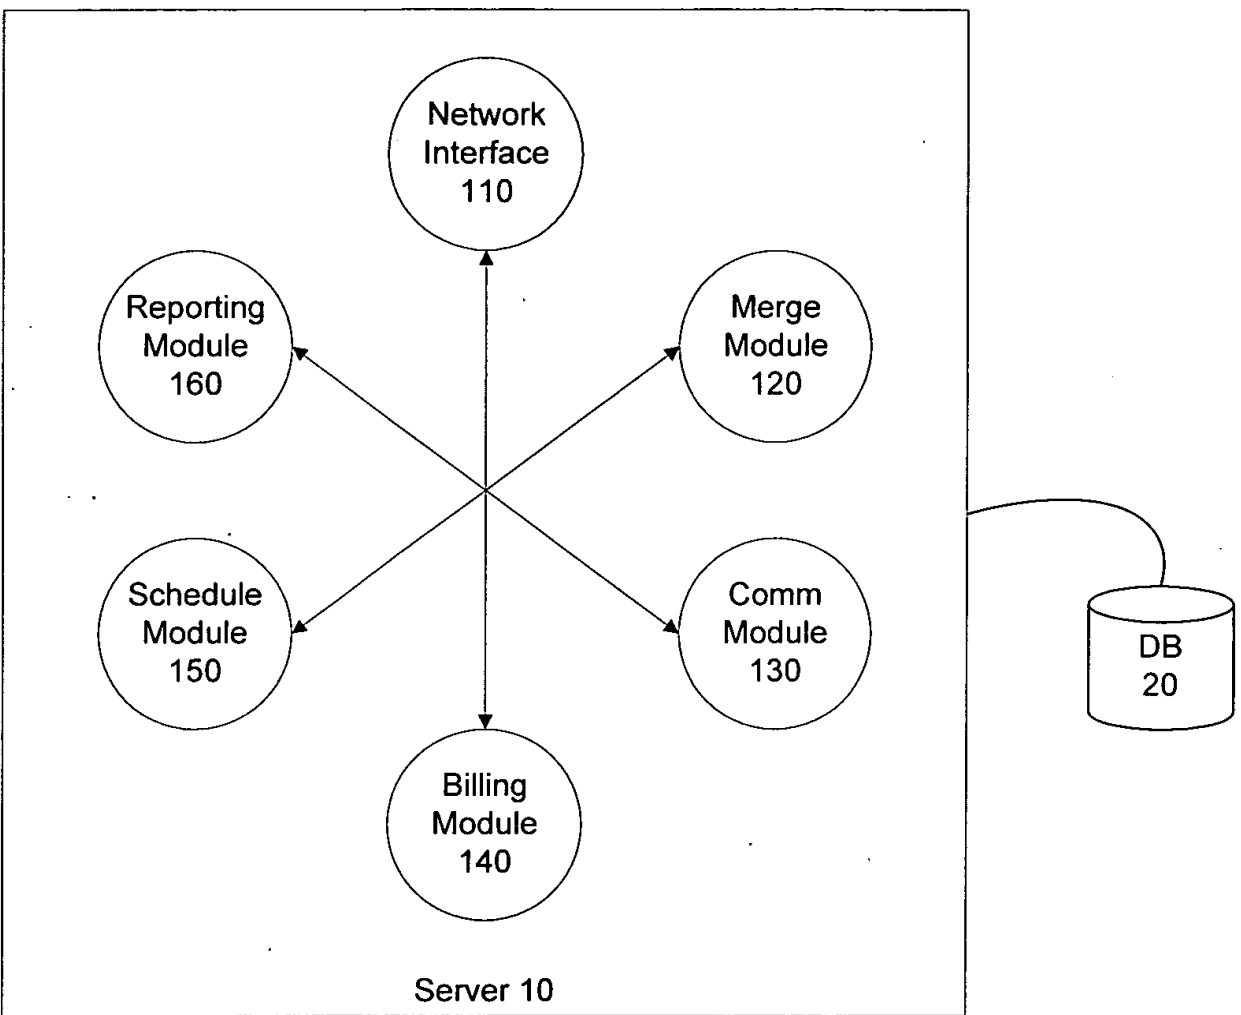 Network
Interface
110
Reporting
Module
160
Merge
Module
120
Schedule
Module
150
Comm
Module
130
DB
20
Billing
Module
140
Server 10